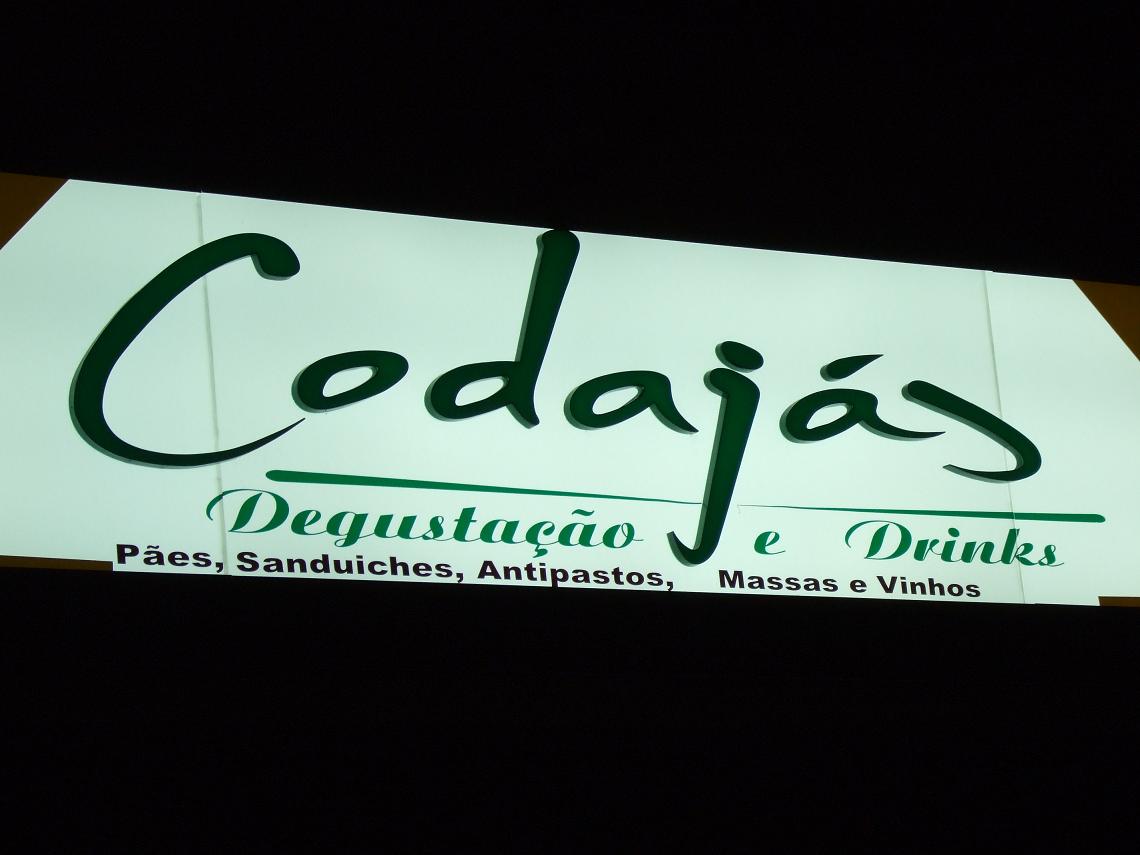 Codajás
Degustação e Drinks
Pães, Sanduiches, Antipastos, Massas e Vinhos